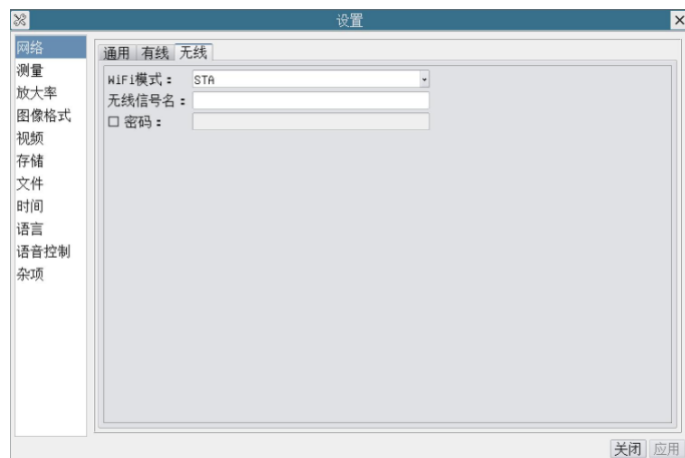 设置
网络
测量
放大率
图像格式
视频
存储
文件
时间
语言
语音控制
杂项
通用 有线 无线
WiFi模式： STA
无线信号名：
密码：
关闭 应用